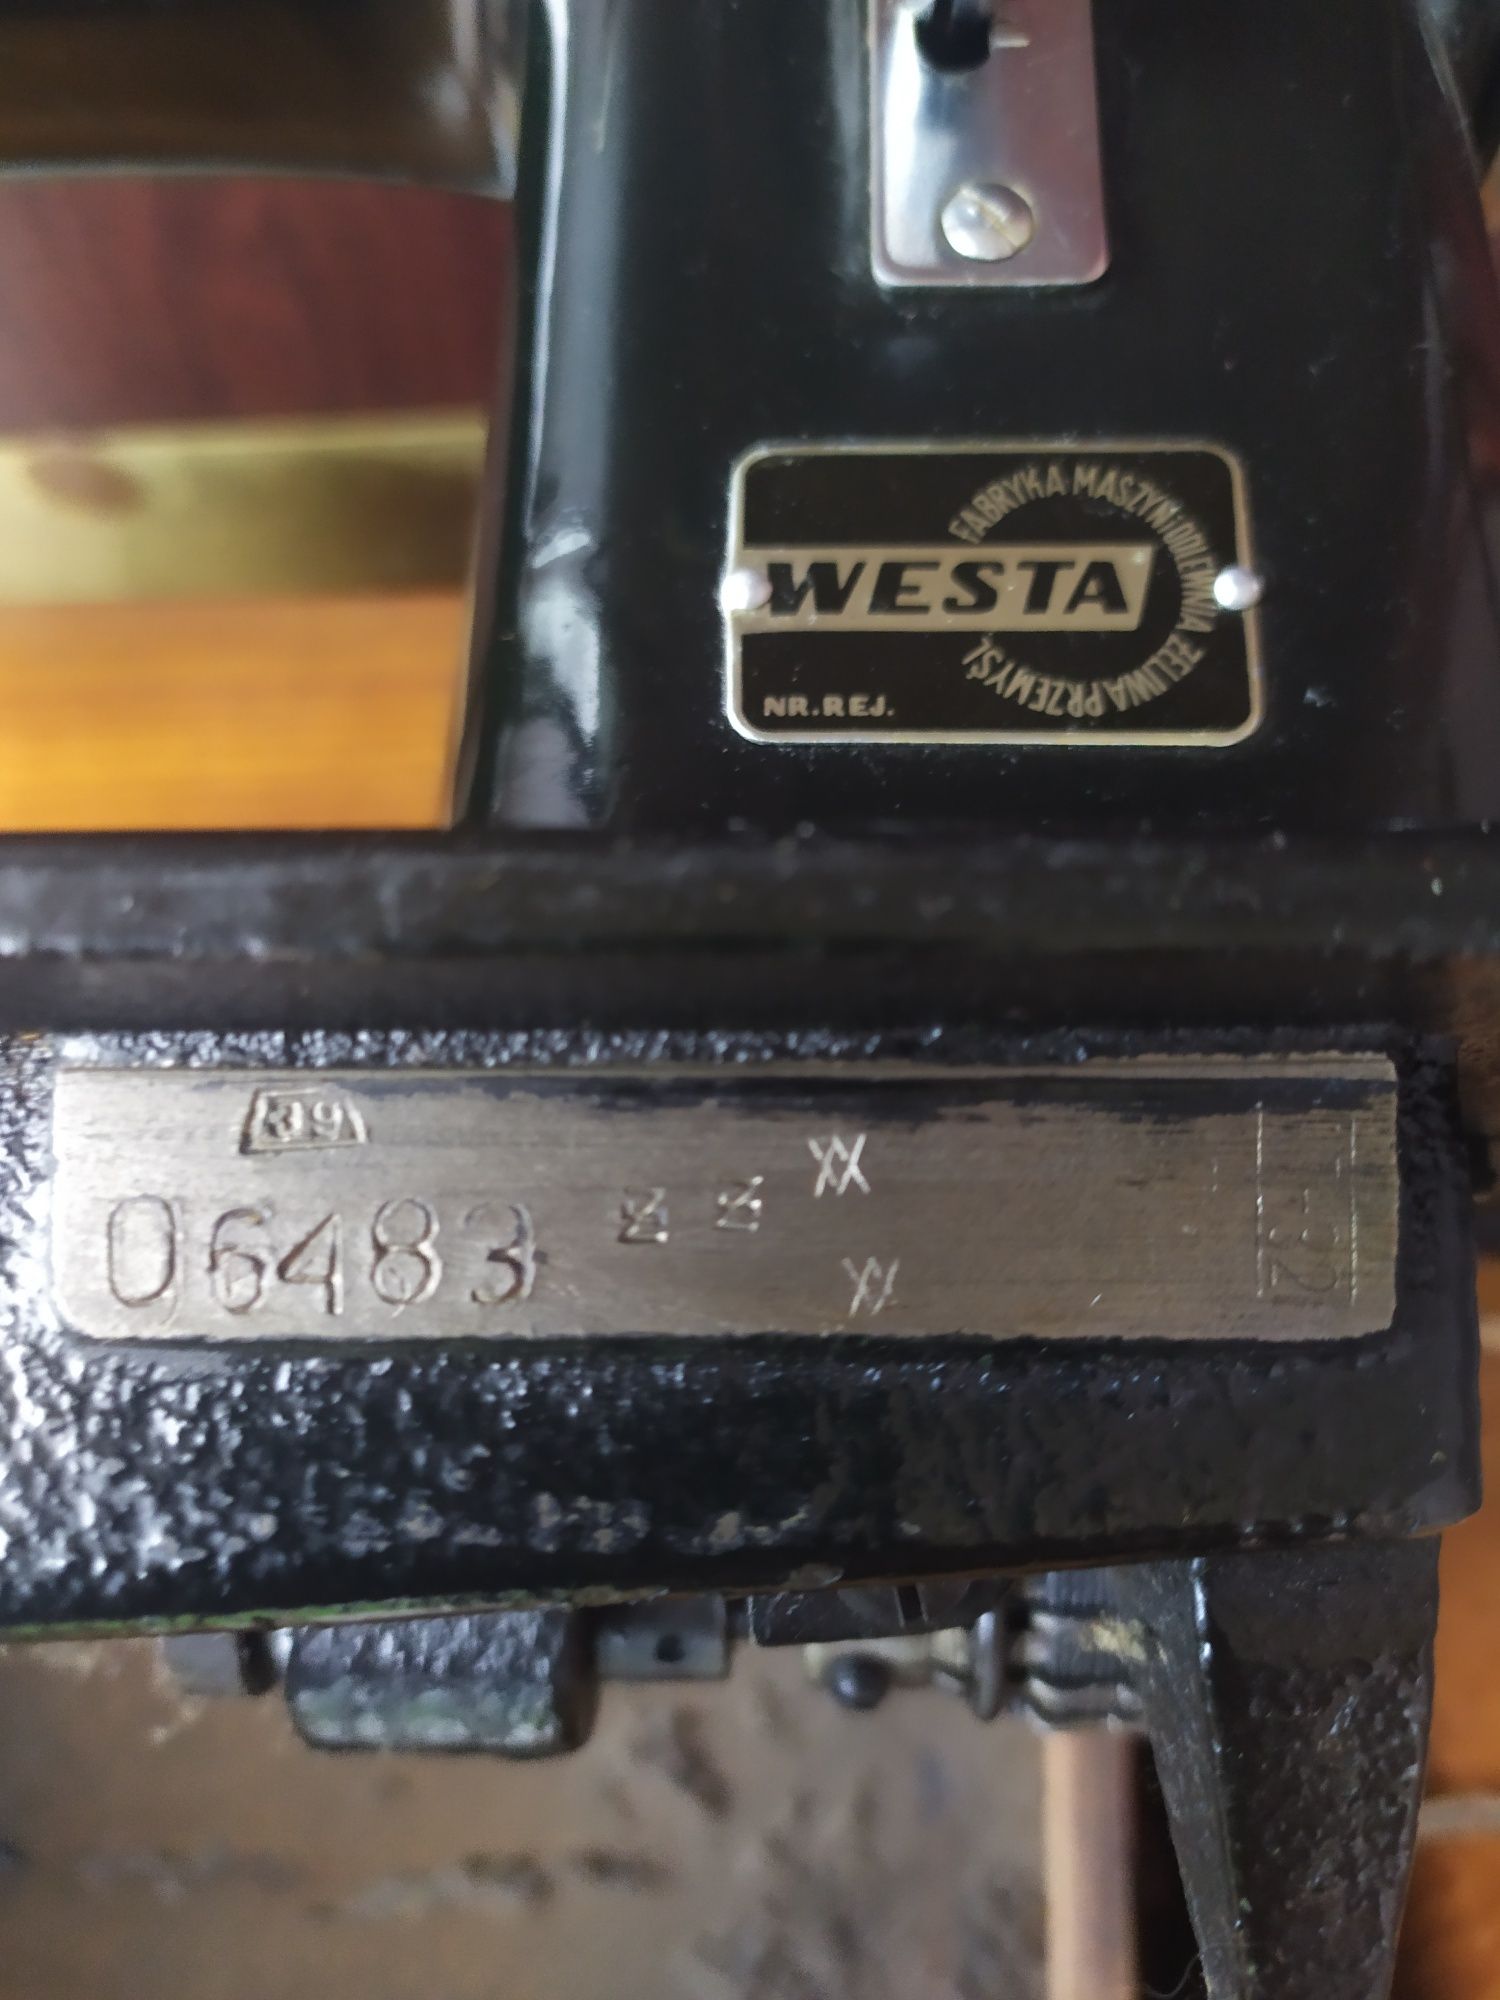 FABRYKA MASZYN I ODLEWNIA ŻELIWA PRZEMYŚL
WESTA
NR.REJ.
39
06483